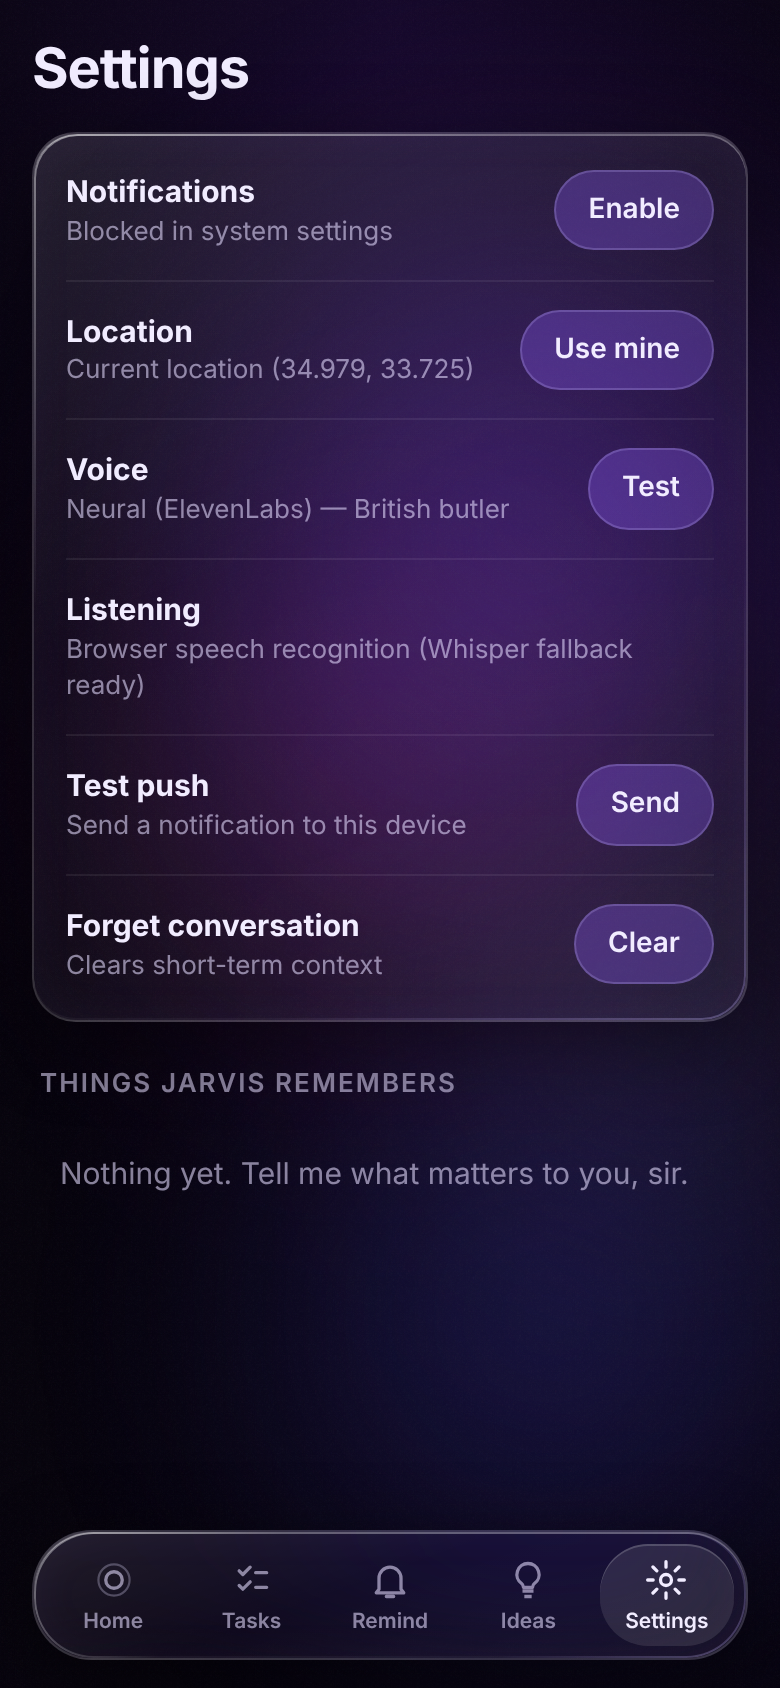 Settings
Notifications
Blocked in system settings
Enable
Location
Current location (34.979, 33.725)
Use mine
Voice
Neural (ElevenLabs) — British butler
Test
Listening
Browser speech recognition (Whisper fallback
ready)
Test push
Send a notification to this device
Send
Forget conversation
Clears short-term context
Clear
THINGS JARVIS REMEMBERS
Nothing yet. Tell me what matters to you, sir.
Home
Tasks
Remind
Ideas
Settings